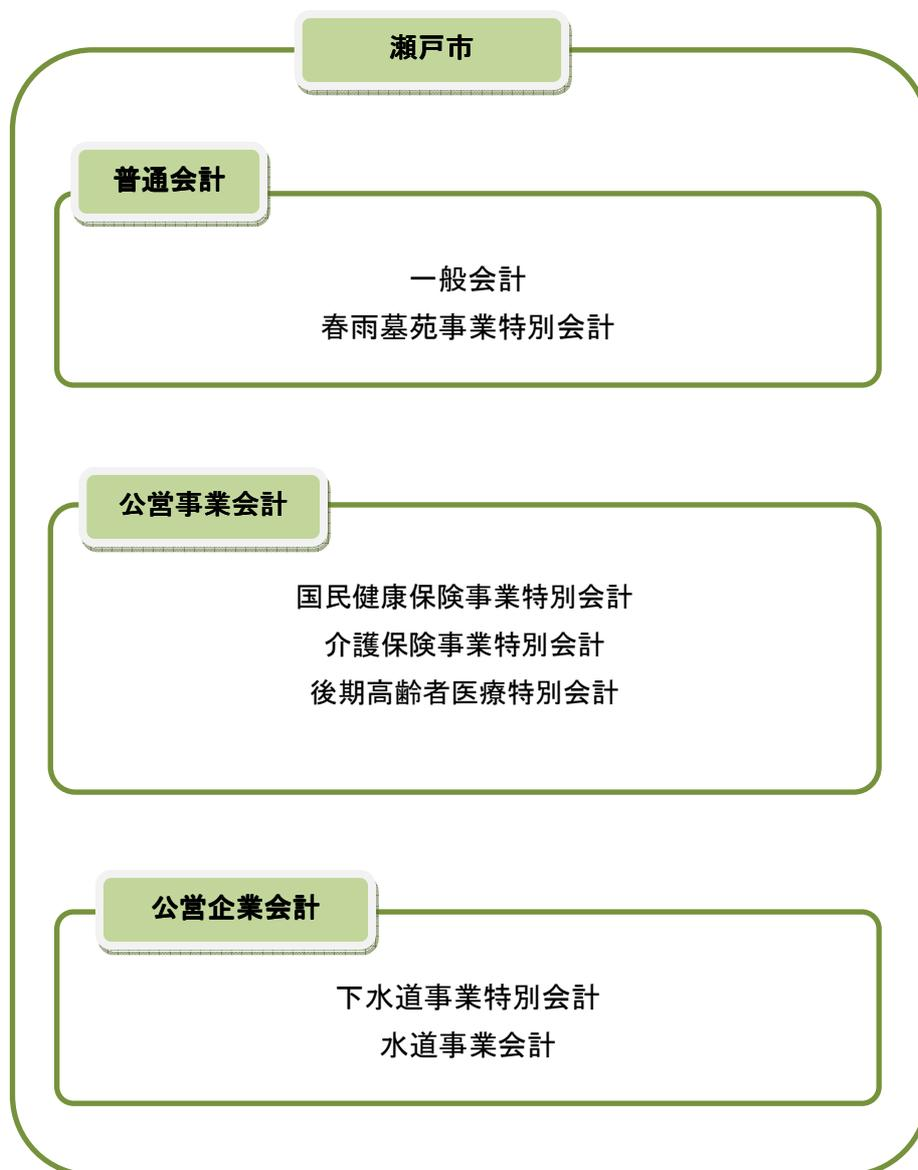 瀬戸市
普通会計
一般会計
春雨墓苑事業特別会計
公営事業会計
国民健康保険事業特別会計
介護保険事業特別会計
後期高齢者医療特別会計
公営企業会計
下水道事業特別会計
水道事業会計